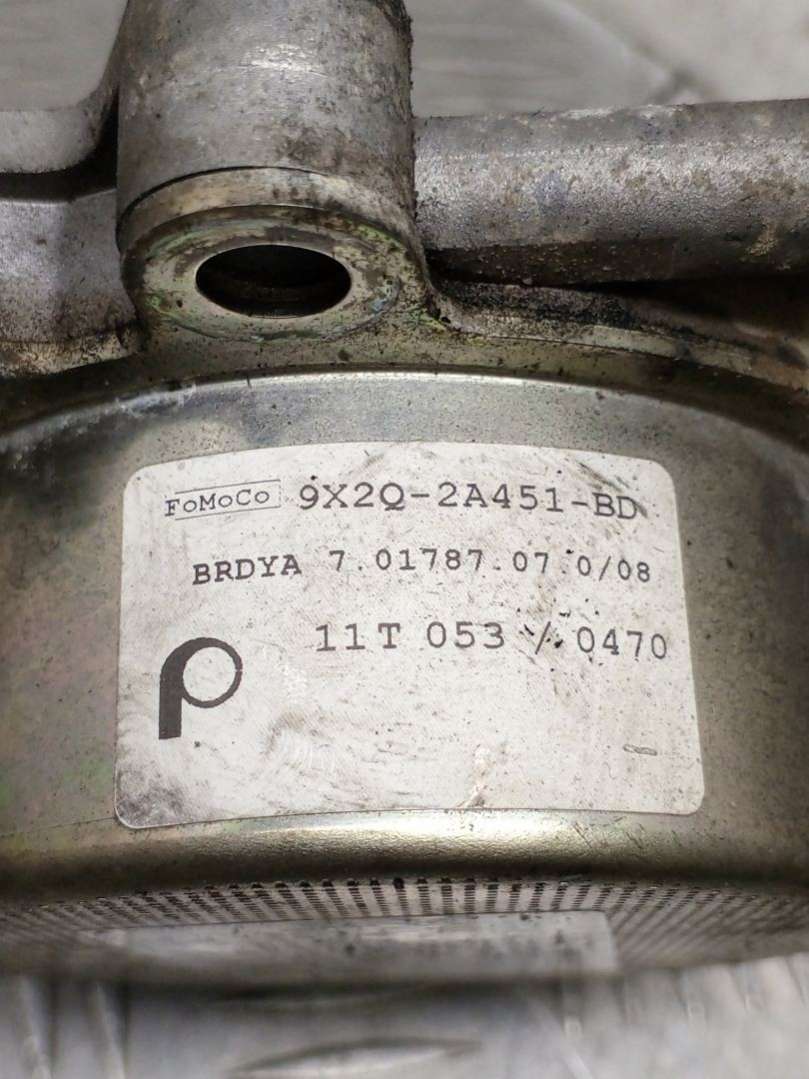 FoMoCo 9X2Q-2A451-BD
BRDYA 7.01787.07.0/08
11T 053 / 0470